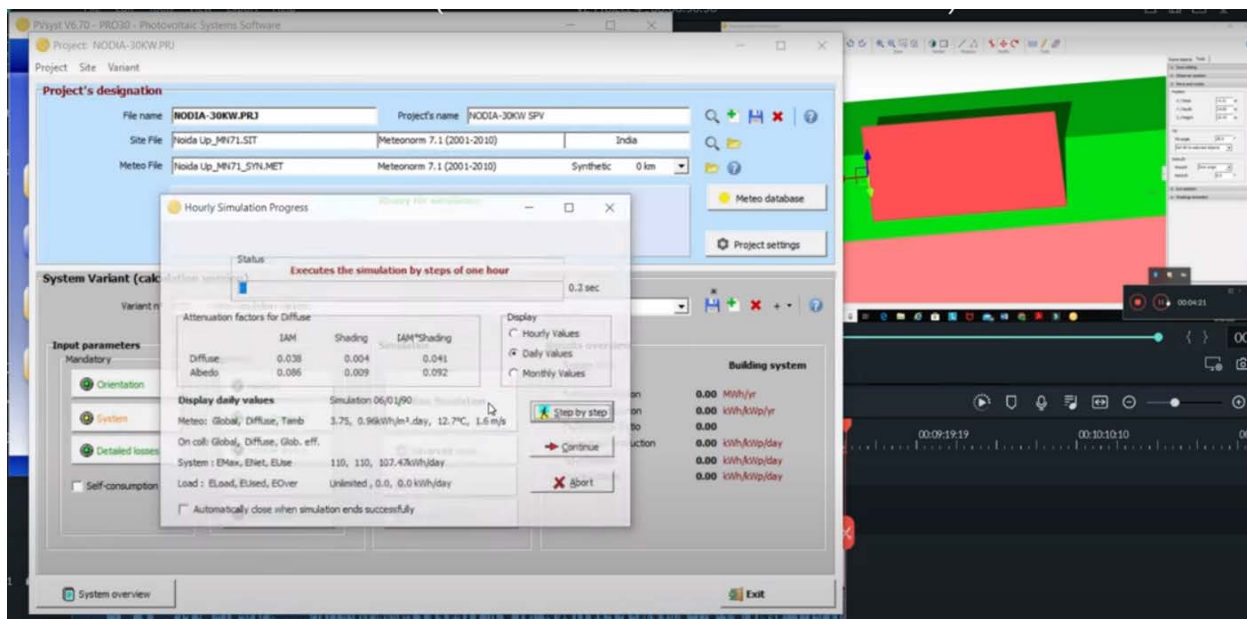 PVsyst V6.70 - PRO30 - Photovoltaic Systems Software
Project: NODIA-30KW.PRJ
Project Site Variant
Project's designation
File name NODIA-30KW.PRJ Project's name NODIA-30KW SPV
Site File Noida Up_MN71.SIT Meteonorm 7.1 (2001-2010) India
Meteo File Noida Up_MN71_SYN.MET Meteonorm 7.1 (2001-2010) Synthetic 0 km
Meteo database
Project settings
Hourly Simulation Progress
Status
Executes the simulation by steps of one hour
0.2 sec
System Variant (calculation version)
Variant n°
Attenuation factors for Diffuse
IAM Shading IAM*Shading
Diffuse 0.038 0.004 0.041
Albedo 0.086 0.009 0.092
Display
Hourly Values
Daily Values
Monthly Values
Display daily values Simulation 06/01/90
Meteo: Global, Diffuse, Tamb 3.75, 0.96kWh/m².day, 12.7°C, 1.6 m/s
On coll: Global, Diffuse, Glob. eff.
System : EMax, ENet, EUse 110, 110, 107.47kWh/day
Load : ELoad, EUsed, EOver Unlimited , 0.0, 0.0 kWh/day
Step by step
Continue
Abort
Automatically close when simulation ends successfully
Input parameters
Mandatory
Orientation
System
Detailed losses
Self-consumption
Results overview
Building system
0.00 MWh/yr
0.00 kWh/kWp/yr
0.00
0.00 kWh/kWp/day
0.00 kWh/kWp/day
0.00 kWh/kWp/day
System overview
Exit
00:04:21
00:09:19:19
00:10:10:10